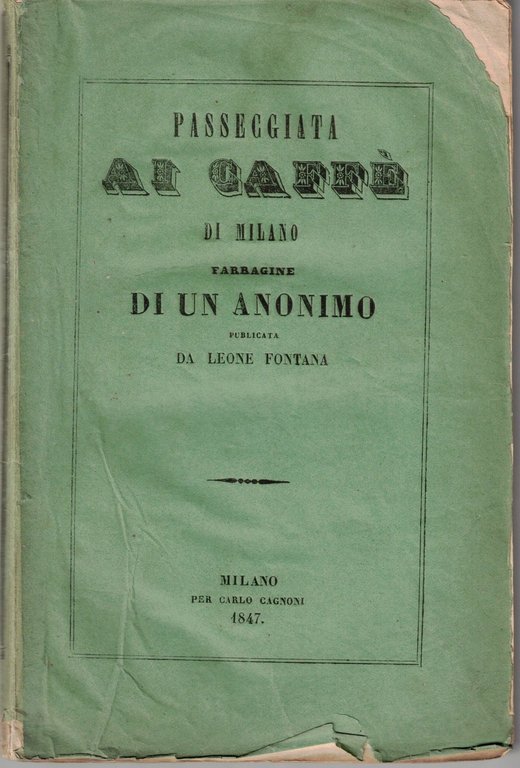 PASSEGGIATA
AI CAFFÈ
DI MILANO
FARRAGINE
DI UN ANONIMO
PUBLICATA
DA LEONE FONTANA
MILANO
PER CARLO CAGNONI
1847.